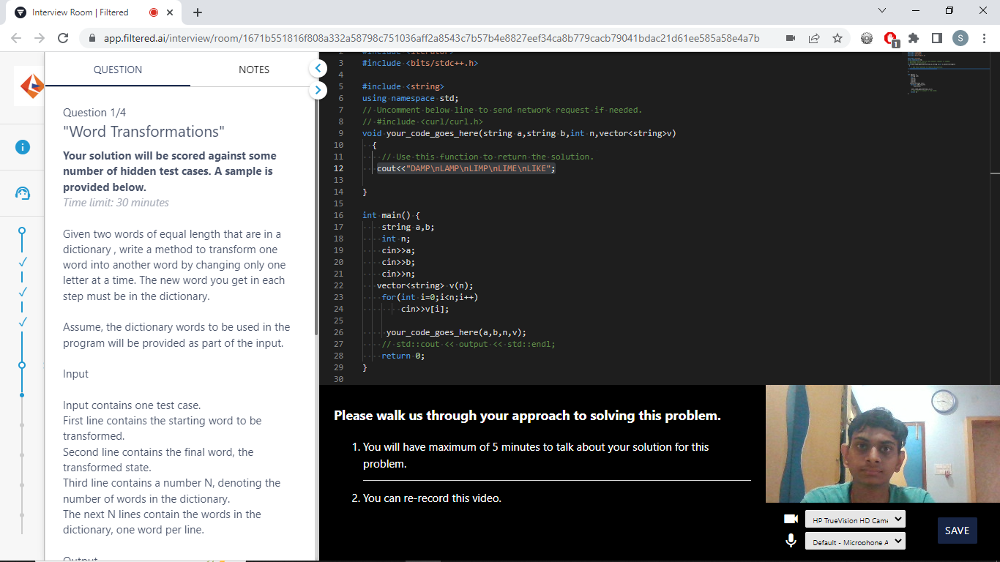 Interview Room | Filtered
app.filtered.ai/interview/room/1671b551816f808a332a58798c751036aff2a8543c7b57b4e8827eef34ca8b779cacb79041bdac21d61ee585a58e4a7b
1
S
QUESTION
NOTES
Question 1/4
"Word Transformations"
Your solution will be scored against some
number of hidden test cases. A sample is
provided below.
Time limit: 30 minutes
Given two words of equal length that are in a
dictionary , write a method to transform one
word into another word by changing only one
letter at a time. The new word you get in each
step must be in the dictionary.
Assume, the dictionary words to be used in the
program will be provided as part of the input.
Input
Input contains one test case.
First line contains the starting word to be
transformed.
Second line contains the final word, the
transformed state.
Third line contains a number N, denoting the
number of words in the dictionary.
The next N lines contain the words in the
dictionary, one word per line.
Output
2 #include <iterator>
3 #include <bits/stdc++.h>
4
5 #include <string>
6 using namespace std;
7 // Uncomment below line to send network request if needed.
8 // #include <curl/curl.h>
9 void your_code_goes_here(string a,string b,int n,vector<string>v)
10 {
11 // Use this function to return the solution.
12 cout<<"DAMP\nLAMP\nLIMP\nLIME\nLIKE";
13
14 }
15
16 int main() {
17 string a,b;
18 int n;
19 cin>>a;
20 cin>>b;
21 cin>>n;
22 vector<string> v(n);
23 for(int i=0;i<n;i++)
24 cin>>v[i];
25
26 your_code_goes_here(a,b,n,v);
27 // std::cout << output << std::endl;
28 return 0;
29 }
30
Please walk us through your approach to solving this problem.
1. You will have maximum of 5 minutes to talk about your solution for this
problem.
2. You can re-record this video.
HP TrueVision HD Came
Default - Microphone A
SAVE